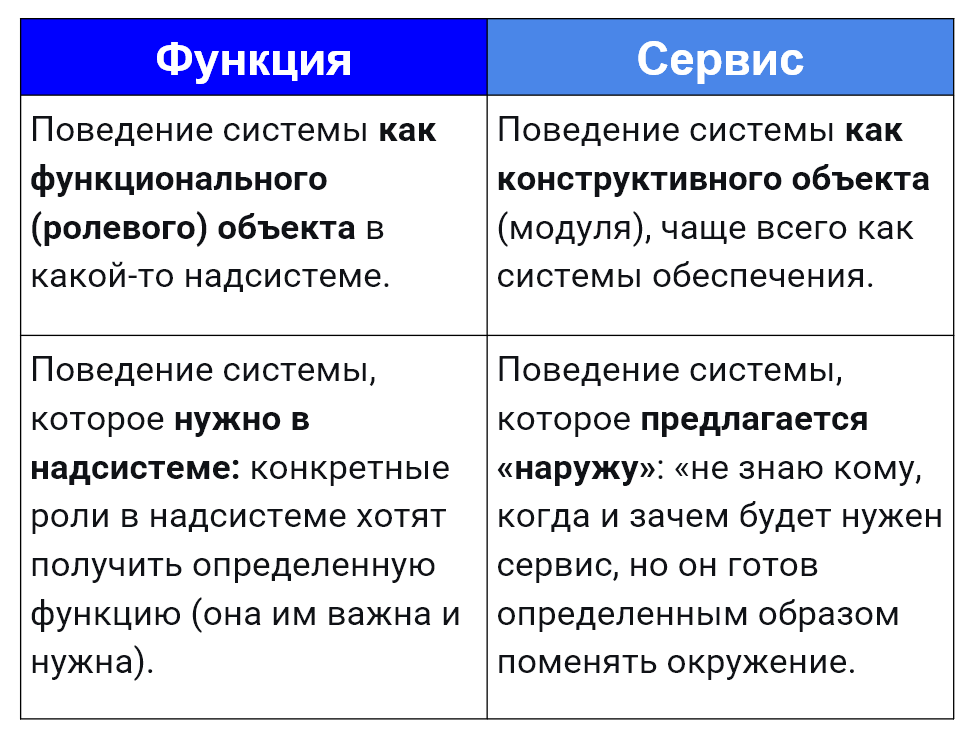 Функция
Сервис
Поведение системы как
функционального
(ролевого) объекта в
какой-то надсистеме.
Поведение системы как
конструктивного объекта
(модуля), чаще всего как
системы обеспечения.
Поведение системы,
которое нужно в
надсистеме: конкретные
роли в надсистеме хотят
получить определенную
функцию (она им важна и
нужна).
Поведение системы,
которое предлагается
«наружу»: «не знаю кому,
когда и зачем будет нужен
сервис, но он готов
определенным образом
поменять окружение.